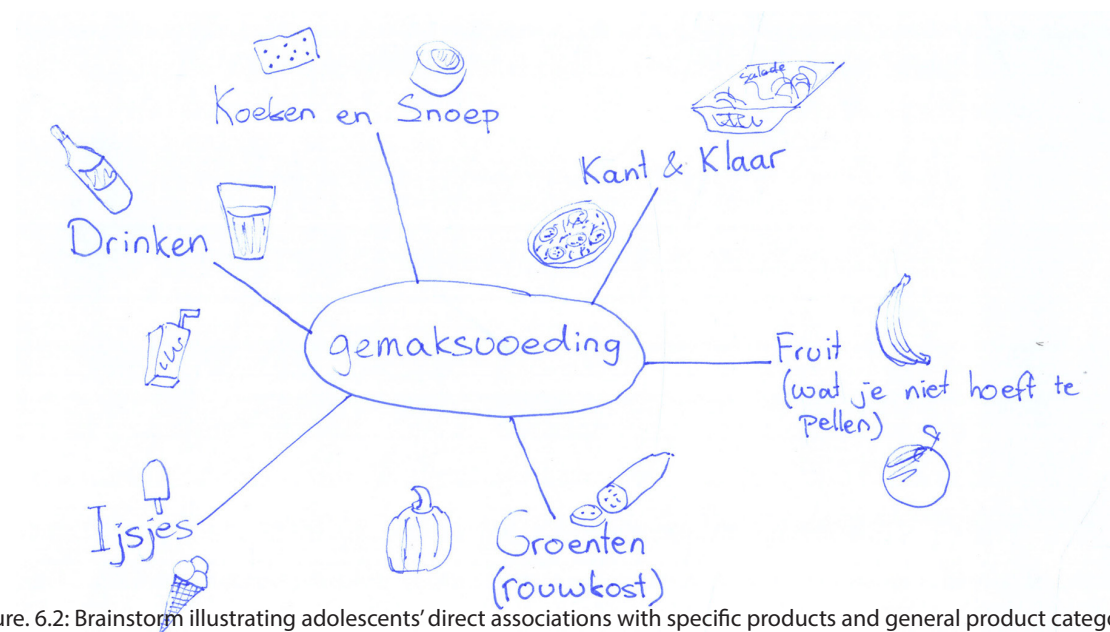 Koeken en Snoep
Salade
Kant & Klaar
Drinken
gemaksvoeding
Fruit
(wat je niet hoeft te
pellen)
Ijsjes
Groenten
(rouwkost)
ure. 6.2: Brainstorm illustrating adolescents' direct associations with specific products and general product catego